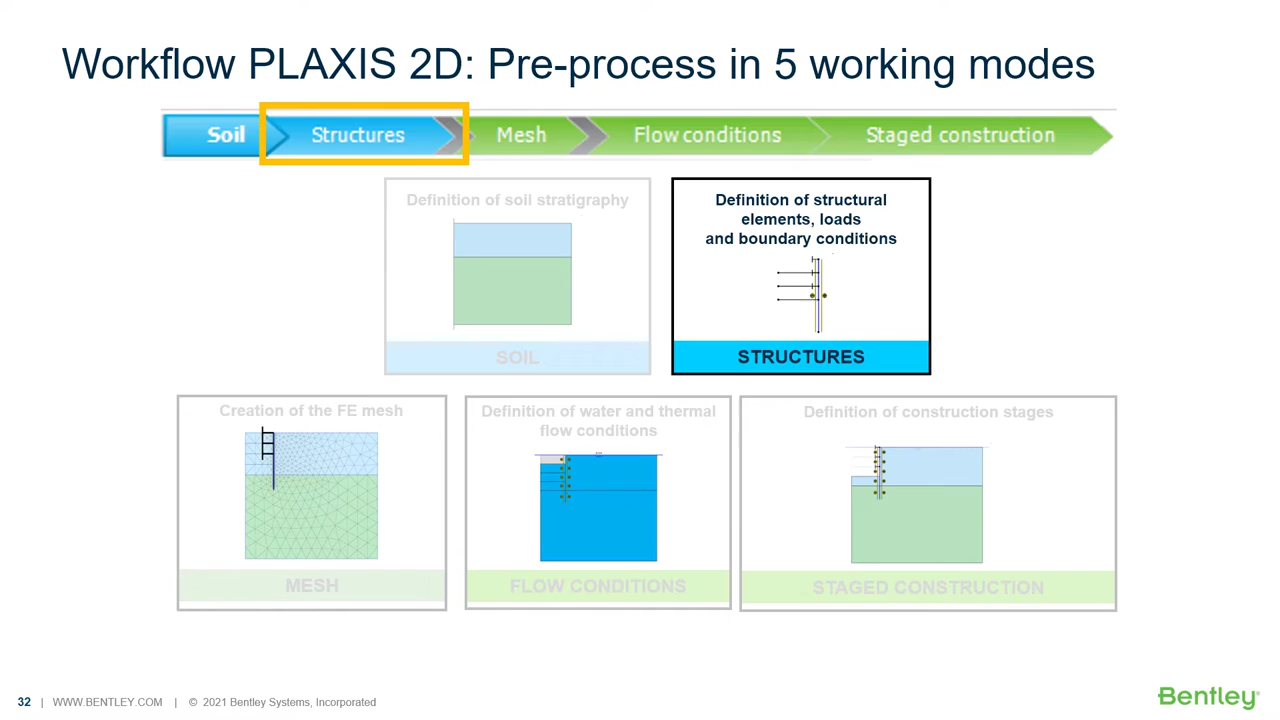 Workflow PLAXIS 2D: Pre-process in 5 working modes
Soil
Structures
Mesh
Flow conditions
Staged construction
Definition of soil stratigraphy
SOIL
Definition of structural
elements, loads
and boundary conditions
STRUCTURES
Creation of the FE mesh
MESH
Definition of water and thermal
flow conditions
FLOW CONDITIONS
Definition of construction stages
STAGED CONSTRUCTION
32 | WWW.BENTLEY.COM | © 2021 Bentley Systems, Incorporated
Bentley